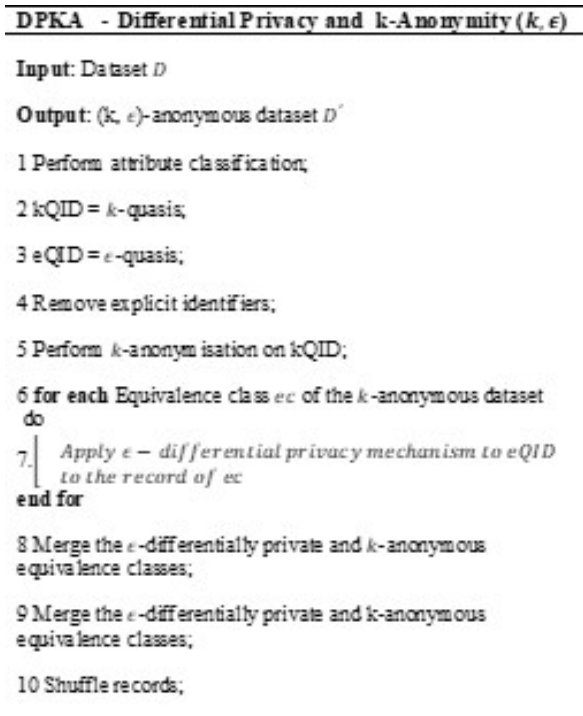 DPKA - Differential Privacy and k-Anonymity (k, ϵ)
Input: Dataset D
Output: (k, ϵ)-anonymous dataset D′
1 Perform attribute classification;
2 kQID = k-quasis;
3 eQID = ϵ-quasis;
4 Remove explicit identifiers;
5 Perform k-anonymisation on kQID;
6 for each Equivalence class ec of the k-anonymous dataset
do
7. Apply ϵ − differential privacy mechanism to eQID
to the record of ec
end for
8 Merge the ϵ-differentially private and k-anonymous
equivalence classes;
9 Merge the ϵ-differentially private and k-anonymous
equivalence classes;
10 Shuffle records;